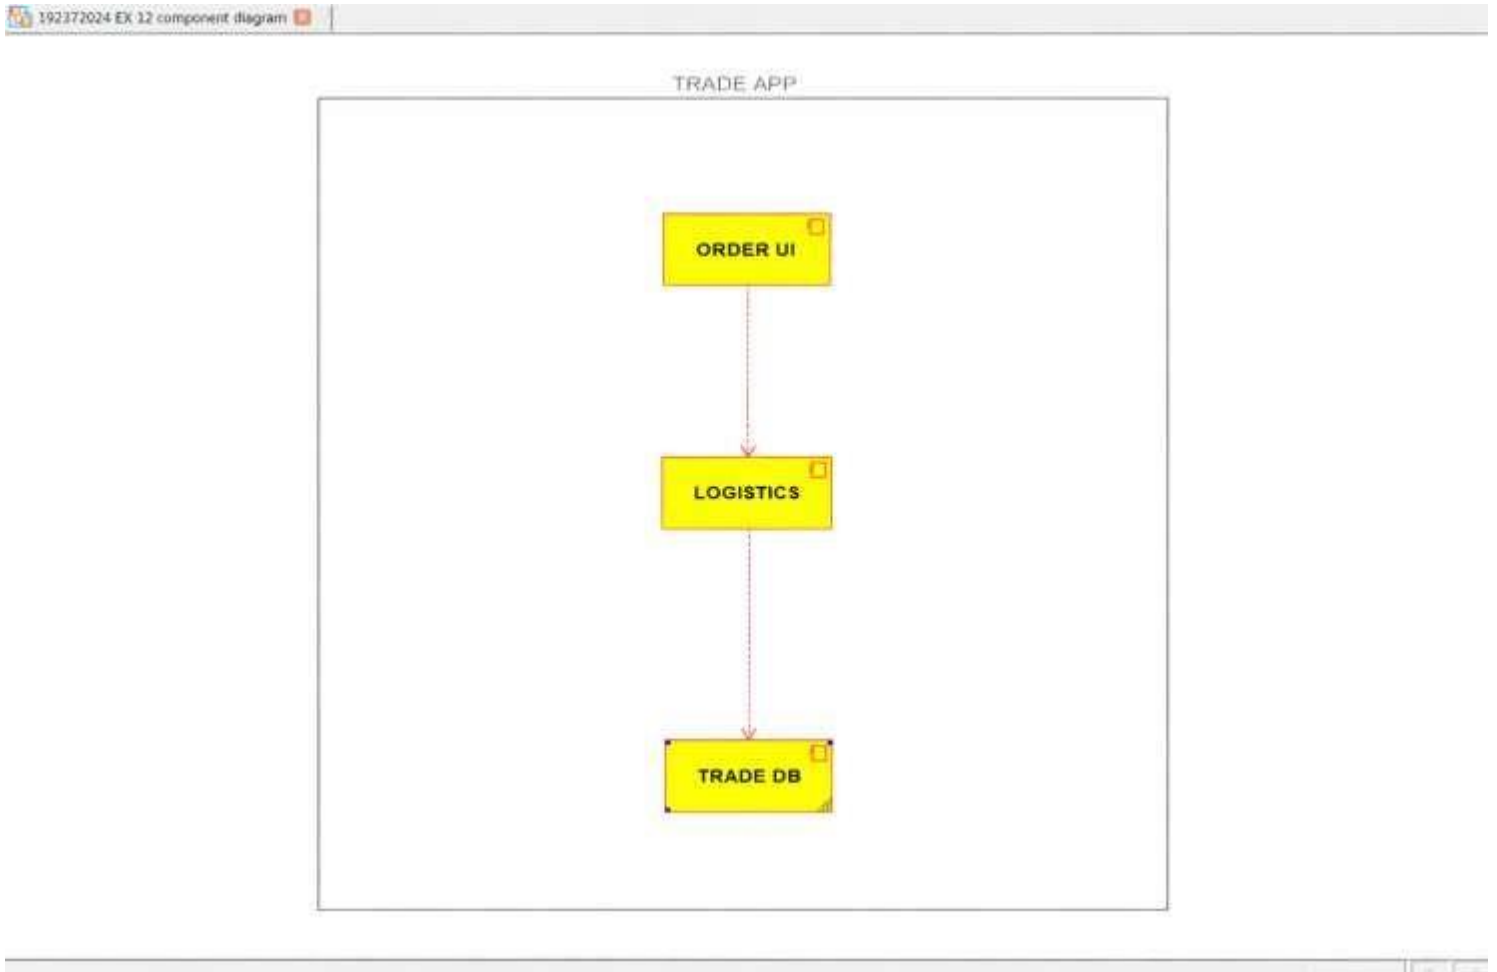 192372024 EX 12 component diagram
TRADE APP
ORDER UI
LOGISTICS
TRADE DB